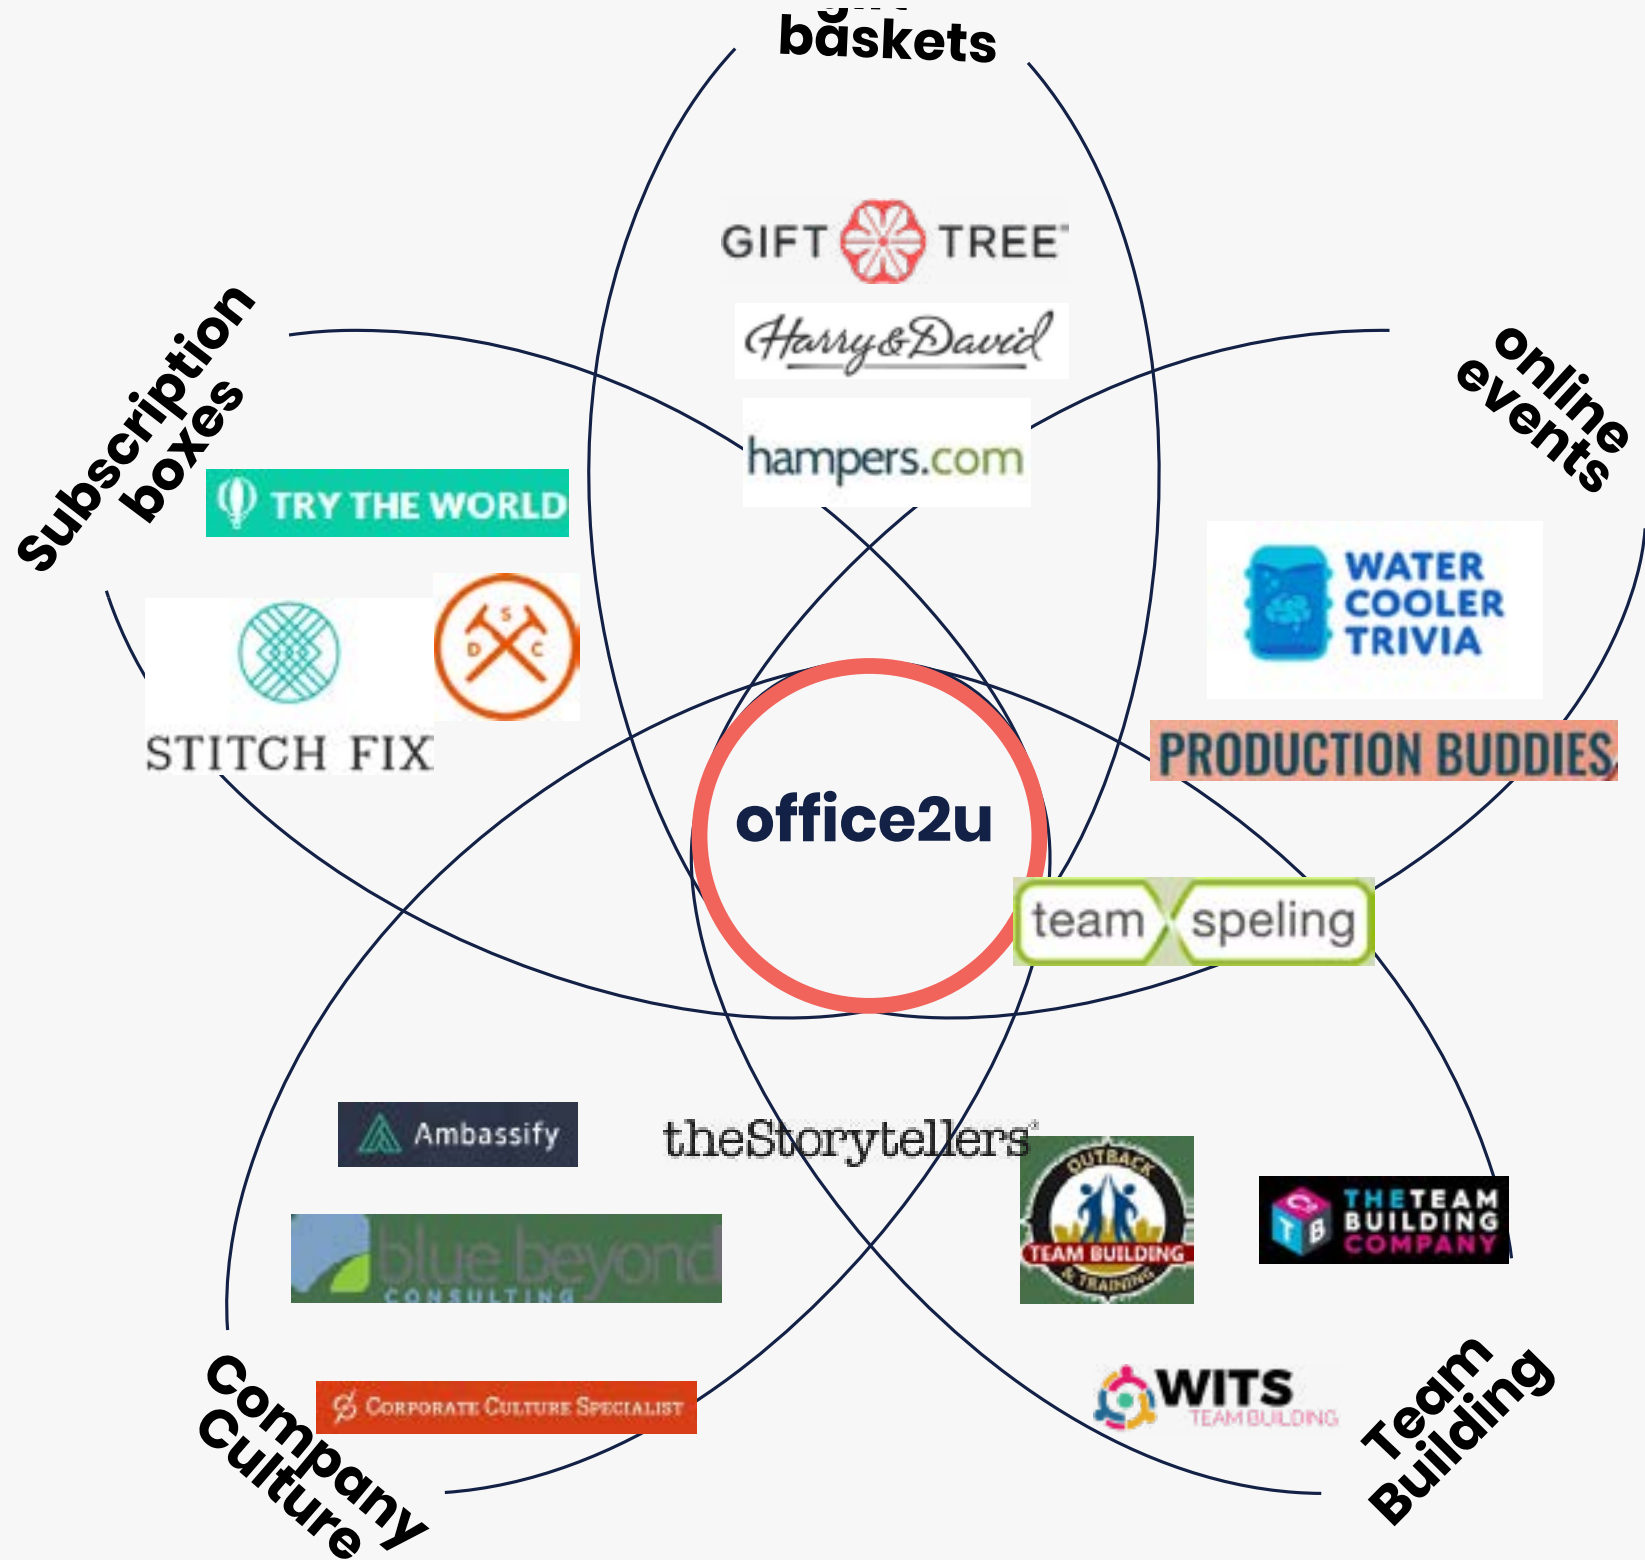 baskets
GIFT TREE
Harry & David
hampers.com
Subscription
boxes
online
events
TRY THE WORLD
D S C
STITCH FIX
WATER
COOLER
TRIVIA
PRODUCTION BUDDIES
office2u
team speling
Ambassify
theStorytellers
blue beyond
CONSULTING
OUTBACK
TEAM BUILDING
& TRAINING
C T B
THE TEAM
BUILDING
COMPANY
CORPORATE CULTURE SPECIALIST
WITS
TEAM BUILDING
Company
Culture
Team
Building